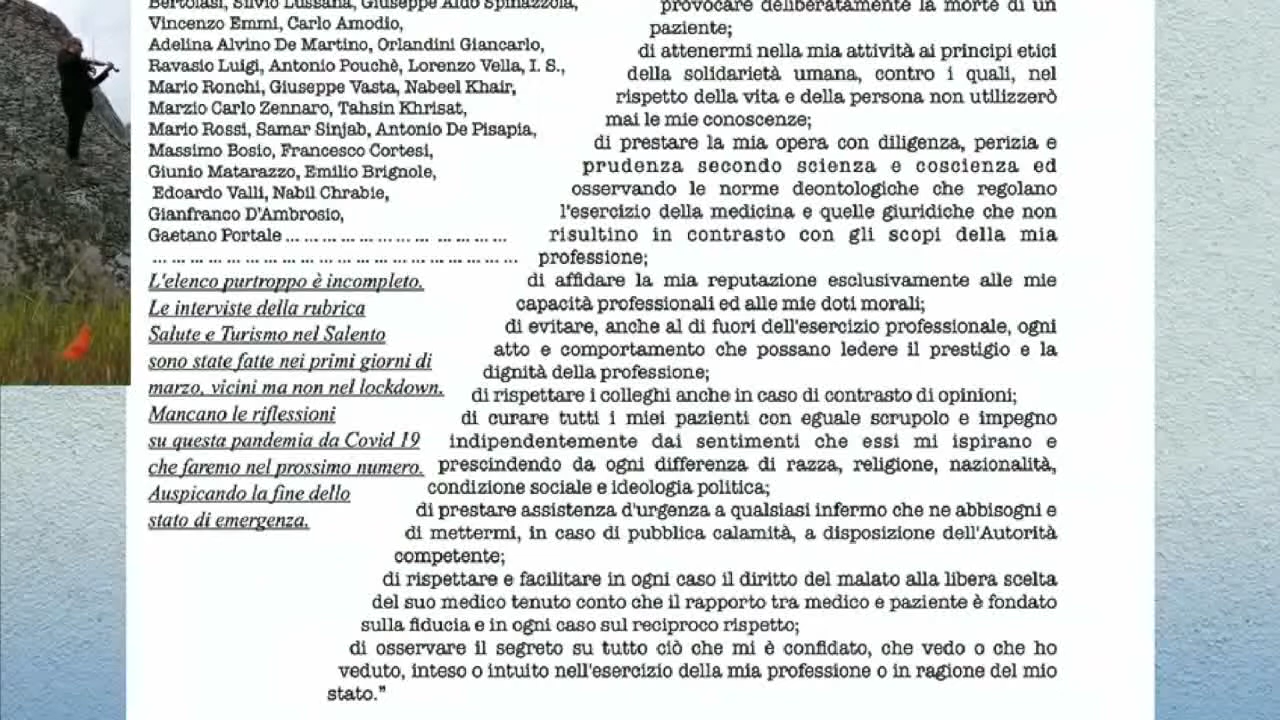 Bertolasi, Silvio Lussana, Giuseppe Aldo Spinazzola,
Vincenzo Emmi, Carlo Amodio,
Adelina Alvino De Martino, Orlandini Giancarlo,
Ravasio Luigi, Antonio Pouchè, Lorenzo Vella, I. S.,
Mario Ronchi, Giuseppe Vasta, Nabeel Khair,
Marzio Carlo Zennaro, Tahsin Khrisat,
Mario Rossi, Samar Sinjab, Antonio De Pisapia,
Massimo Bosio, Francesco Cortesi,
Giunio Matarazzo, Emilio Brignole,
Edoardo Valli, Nabil Chrabie,
Gianfranco D'Ambrosio,
Gaetano Portale ... ... ... ... ... ... ... ... ... ...
... ... ... ... ... ... ... ... ... ... ... ... ... ... ...
L'elenco purtroppo è incompleto.
Le interviste della rubrica
Salute e Turismo nel Salento
sono state fatte nei primi giorni di
marzo, vicini ma non nel lockdown.
Mancano le riflessioni
su questa pandemia da Covid 19
che faremo nel prossimo numero.
Auspicando la fine dello
stato di emergenza.
provocare deliberatamente la morte di un
paziente;
di attenermi nella mia attività ai principi etici
della solidarietà umana, contro i quali, nel
rispetto della vita e della persona non utilizzerò
mai le mie conoscenze;
di prestare la mia opera con diligenza, perizia e
prudenza secondo scienza e coscienza ed
osservando le norme deontologiche che regolano
l'esercizio della medicina e quelle giuridiche che non
risultino in contrasto con gli scopi della mia
professione;
di affidare la mia reputazione esclusivamente alle mie
capacità professionali ed alle mie doti morali;
di evitare, anche al di fuori dell'esercizio professionale, ogni
atto e comportamento che possano ledere il prestigio e la
dignità della professione;
di rispettare i colleghi anche in caso di contrasto di opinioni;
di curare tutti i miei pazienti con eguale scrupolo e impegno
indipendentemente dai sentimenti che essi mi ispirano e
prescindendo da ogni differenza di razza, religione, nazionalità,
condizione sociale e ideologia politica;
di prestare assistenza d'urgenza a qualsiasi infermo che ne abbisogni e
di mettermi, in caso di pubblica calamità, a disposizione dell'Autorità
competente;
di rispettare e facilitare in ogni caso il diritto del malato alla libera scelta
del suo medico tenuto conto che il rapporto tra medico e paziente è fondato
sulla fiducia e in ogni caso sul reciproco rispetto;
di osservare il segreto su tutto ciò che mi è confidato, che vedo o che ho
veduto, inteso o intuito nell'esercizio della mia professione o in ragione del mio
stato."